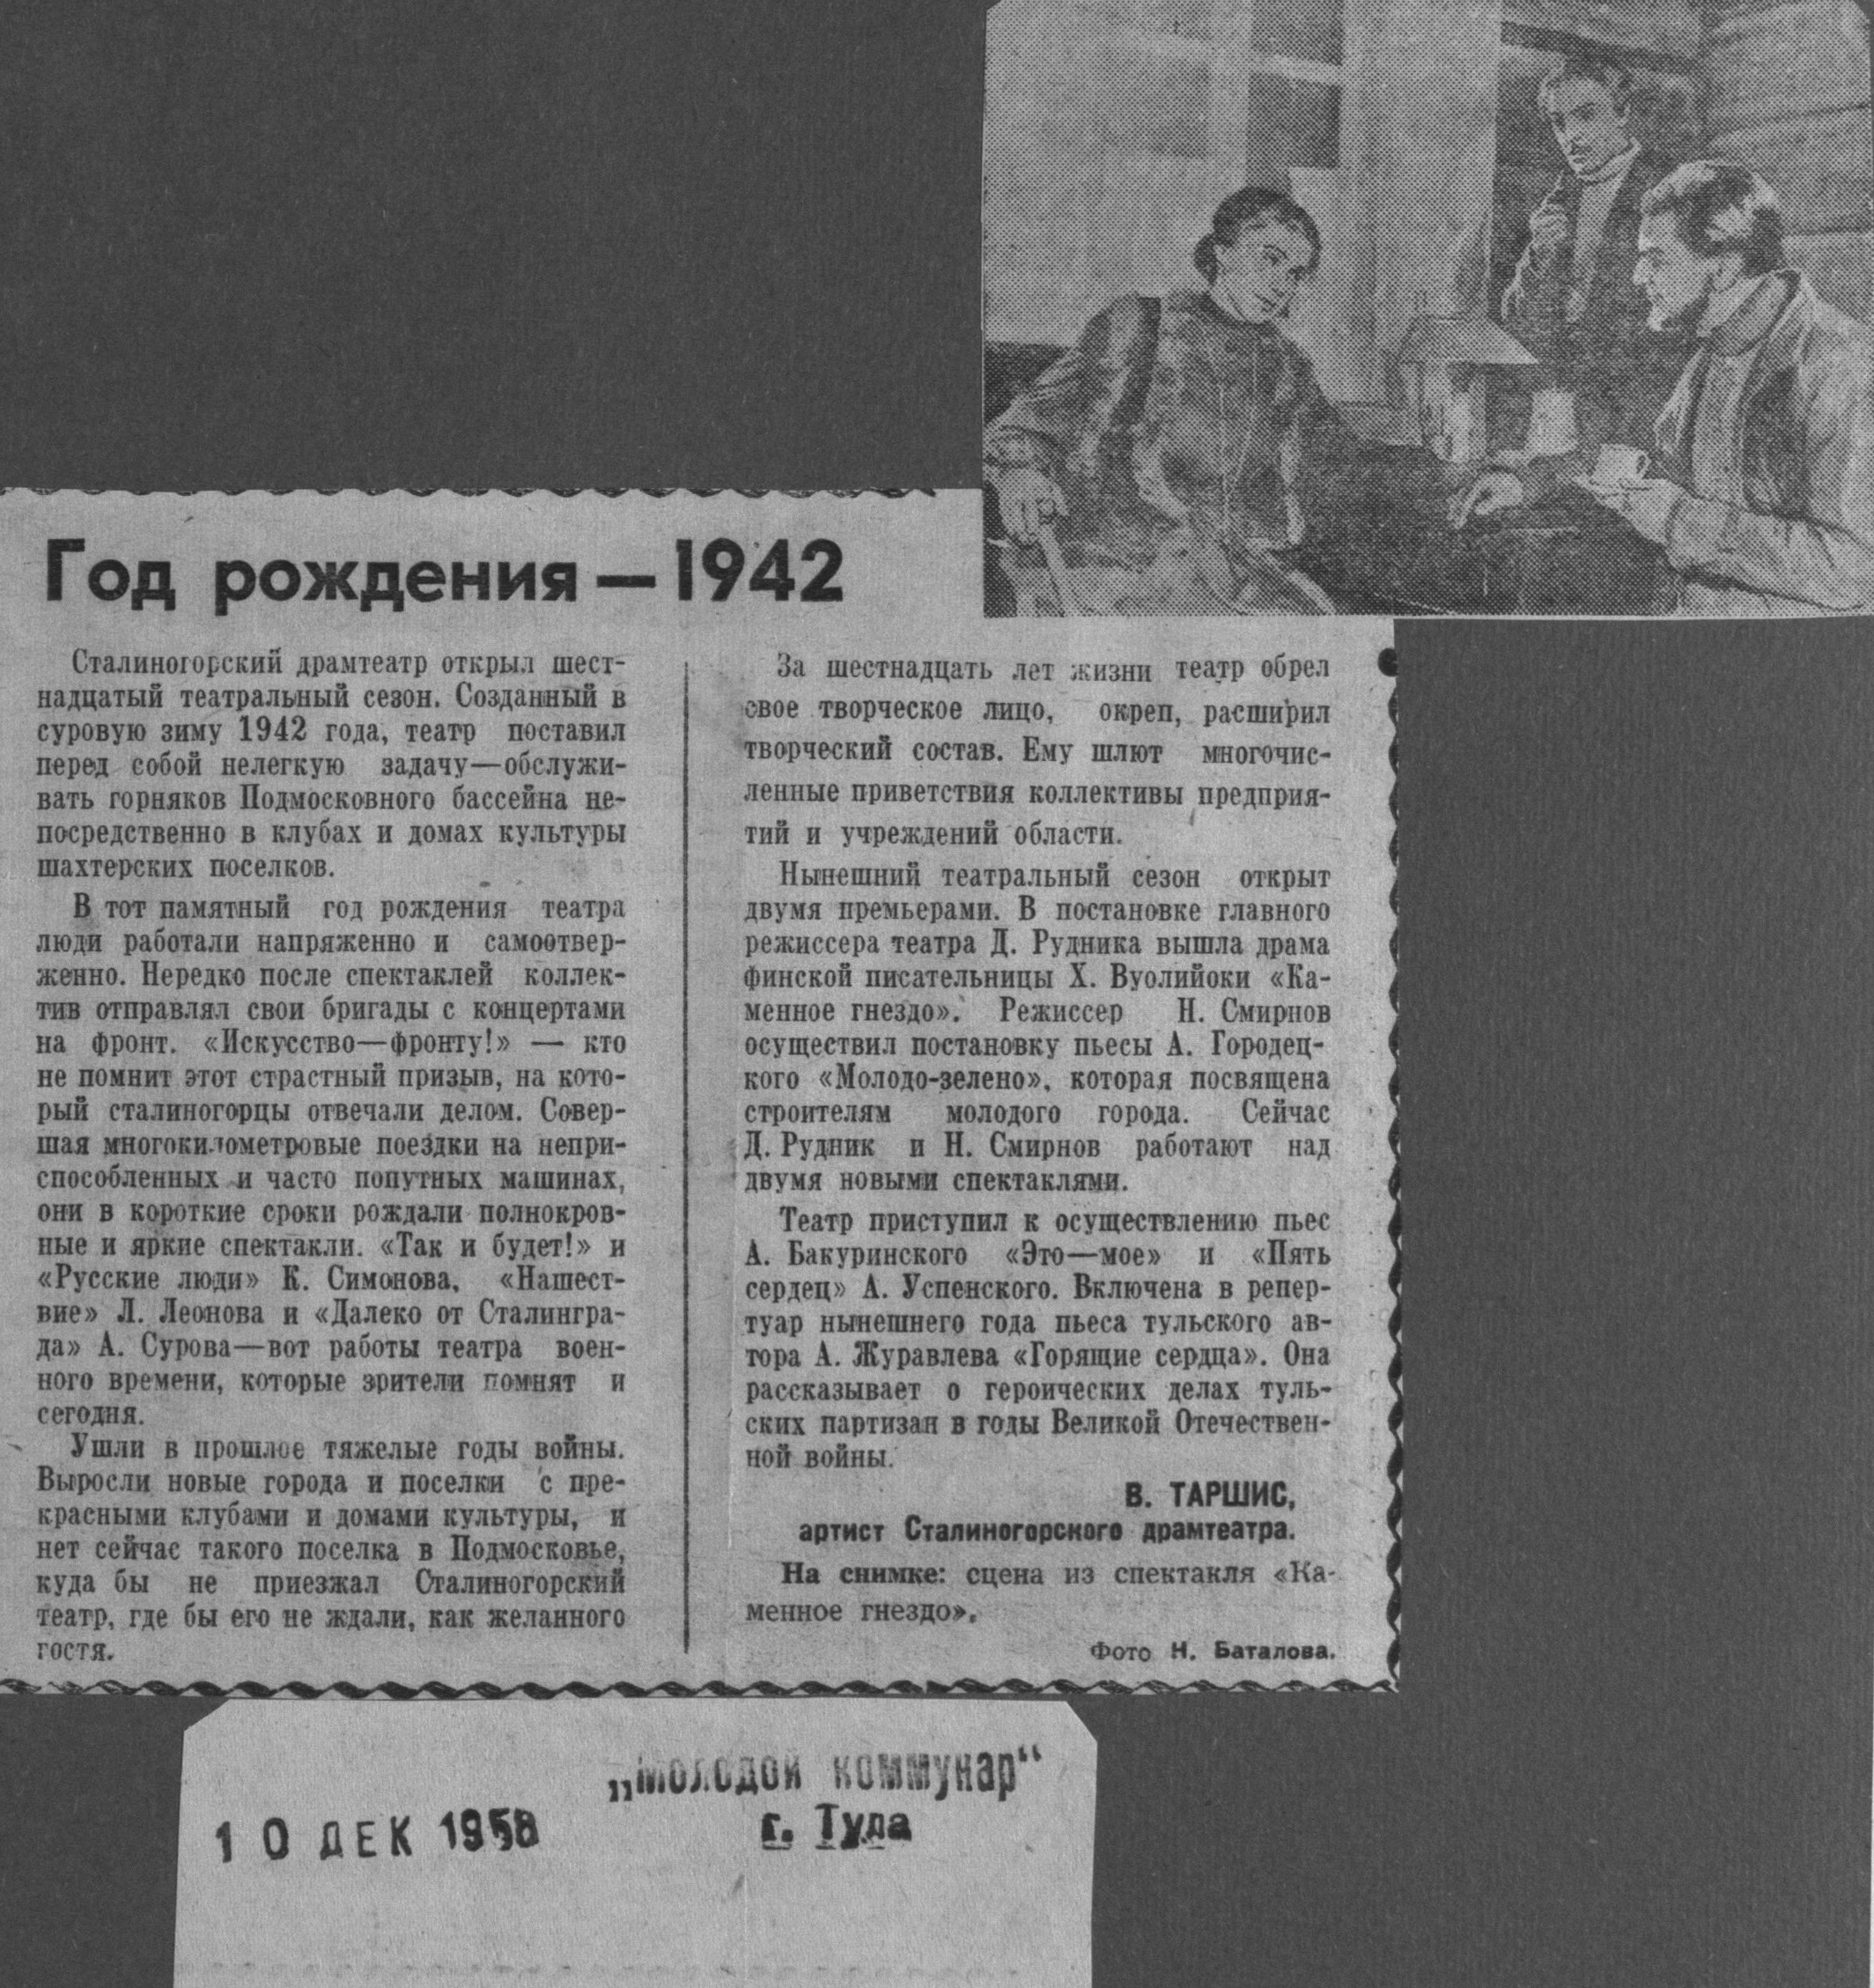 Год рождения — 1942
Сталиногорский драмтеатр открыл шест-
надцатый театральный сезон. Созданный в
суровую зиму 1942 года, театр поставил
перед собой нелегкую задачу—обслужи-
вать горняков Подмосковного бассейна не-
посредственно в клубах и домах культуры
шахтерских поселков.
В тот памятный год рождения театра
люди работали напряженно и самоотвер-
женно. Нередко после спектаклей коллек-
тив отправлял свои бригады с концертами
на фронт. «Искусство—фронту!» — кто
не помнит этот страстный призыв, на кото-
рый сталиногорцы отвечали делом. Совер-
шая многокилометровые поездки на непри-
способленных и часто попутных машинах,
они в короткие сроки рождали полнокров-
ные и яркие спектакли. «Так и будет!» и
«Русские люди» К. Симонова, «Нашест-
вие» Л. Леонова и «Далеко от Сталингра-
да» А. Сурова—вот работы театра воен-
ного времени, которые зрители помнят и
сегодня.
Ушли в прошлое тяжелые годы войны.
Выросли новые города и поселки с пре-
красными клубами и домами культуры, и
нет сейчас такого поселка в Подмосковье,
куда бы не приезжал Сталиногорский
театр, где бы его не ждали, как желанного
гостя.
За шестнадцать лет жизни театр обрел
свое творческое лицо, окреп, расширил
творческий состав. Ему шлют многочис-
ленные приветствия коллективы предприя-
тий и учреждений области.
Нынешний театральный сезон открыт
двумя премьерами. В постановке главного
режиссера театра Д. Рудника вышла драма
финской писательницы Х. Вуолийоки «Ка-
менное гнездо». Режиссер Н. Смирнов
осуществил постановку пьесы А. Городец-
кого «Молодо-зелено», которая посвящена
строителям молодого города. Сейчас
Д. Рудник и Н. Смирнов работают над
двумя новыми спектаклями.
Театр приступил к осуществлению пьес
А. Бакуринского «Это—мое» и «Пять
сердец» А. Успенского. Включена в репер-
туар нынешнего года пьеса тульского ав-
тора А. Журавлева «Горящие сердца». Она
рассказывает о героических делах туль-
ских партизан в годы Великой Отечествен-
ной войны.
В. ТАРШИС,
артист Сталиногорского драмтеатра.
На снимке: сцена из спектакля «Ка-
менное гнездо».
Фото Н. Баталова.
„Молодой коммунар“
10 ДЕК 1958
г. Тула